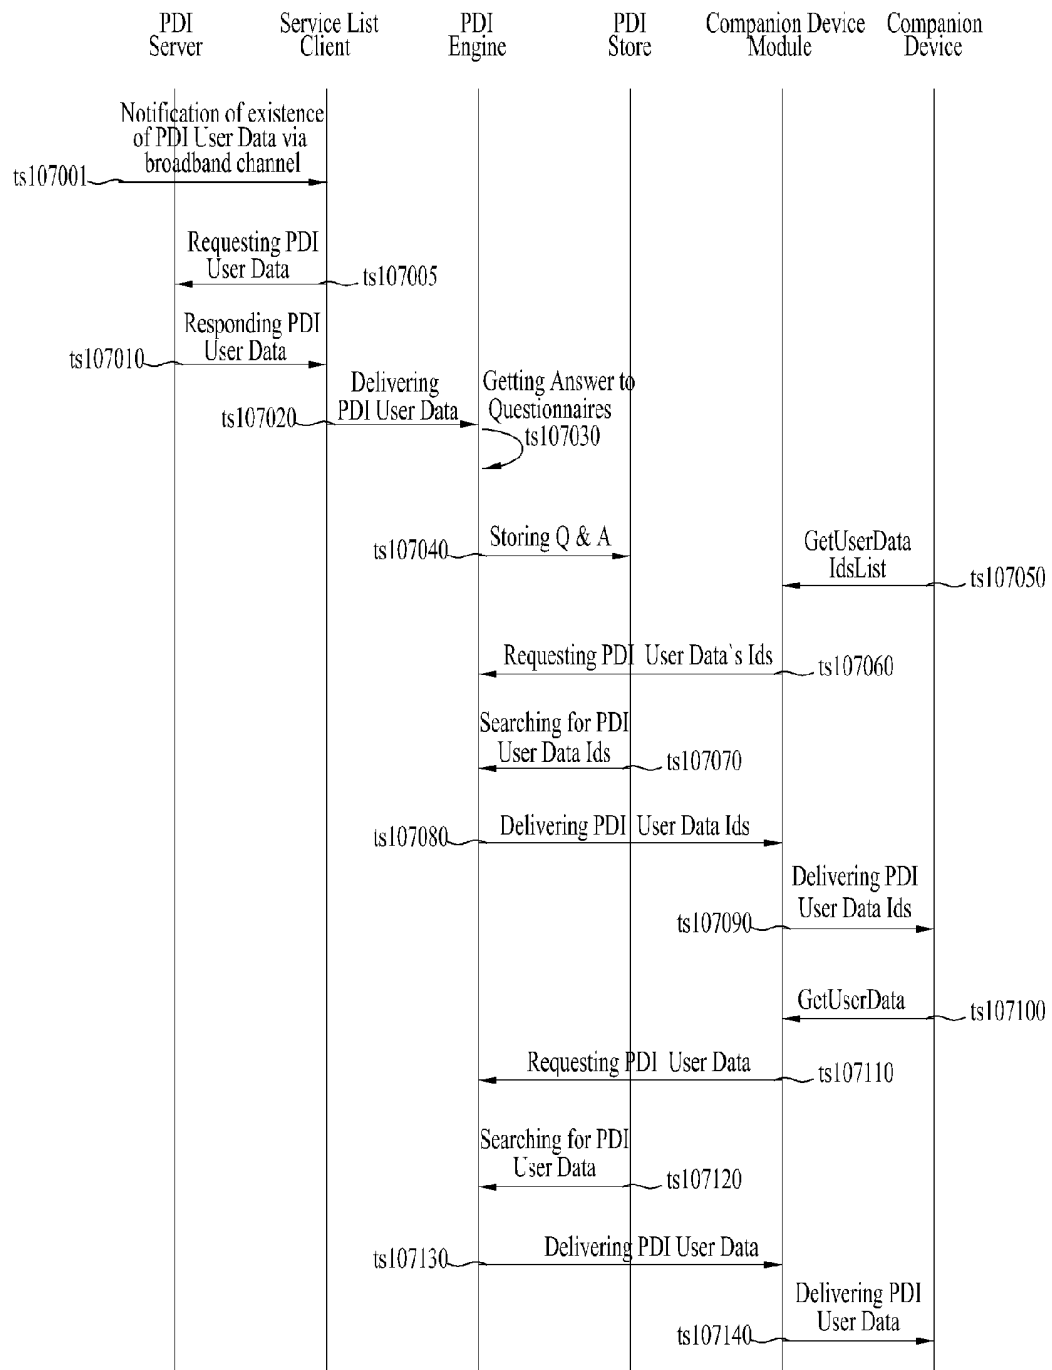 PDI
Server
Service List
Client
PDI
Engine
PDI
Store
Companion Device
Module
Companion
Device
Notification of existence
of PDI User Data via
broadband channel
ts107001
Requesting PDI
User Data
ts107005
Responding PDI
User Data
ts107010
Delivering
PDI User Data
ts107020
Getting Answer to
Questionnaires
ts107030
Storing Q & A
ts107040
GetUserData
IdsList
ts107050
Requesting PDI User Data`s Ids
ts107060
Searching for PDI
User Data Ids
ts107070
Delivering PDI User Data Ids
ts107080
Delivering PDI
User Data Ids
ts107090
GetUserData
ts107100
Requesting PDI User Data
ts107110
Searching for PDI
User Data
ts107120
Delivering PDI User Data
ts107130
Delivering PDI
User Data
ts107140